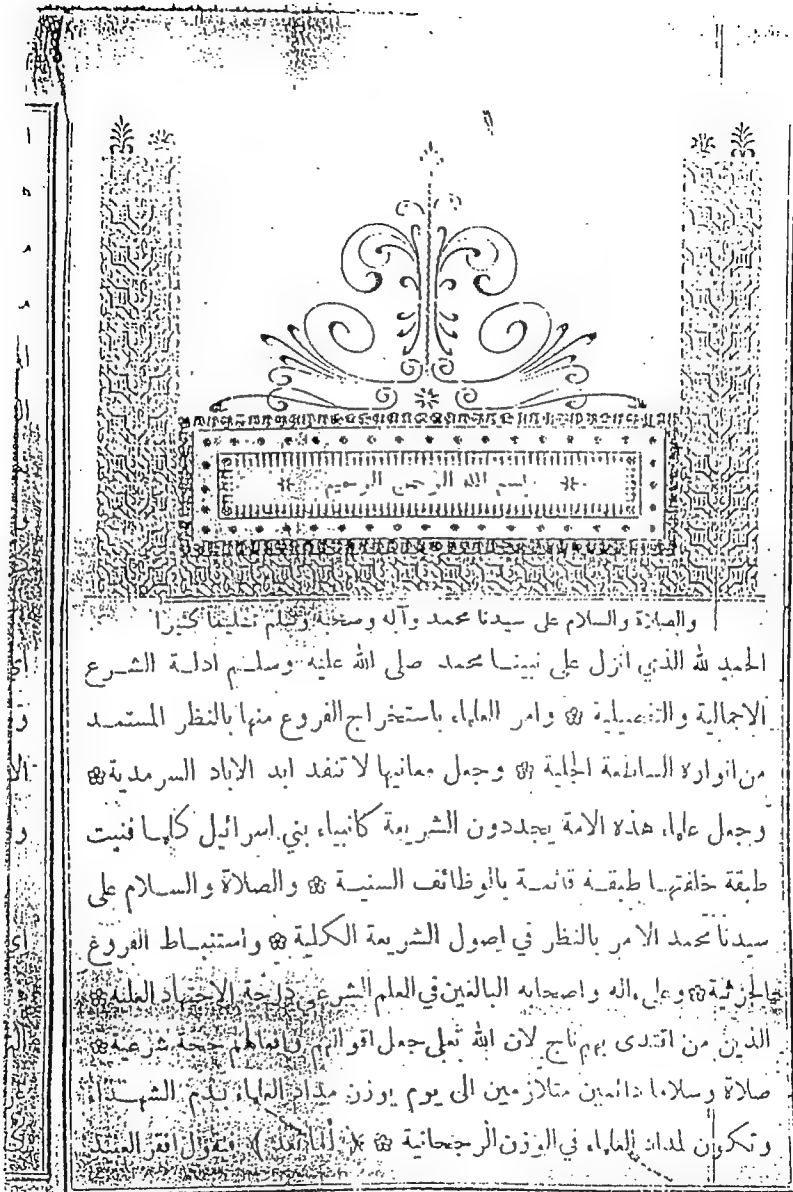 بسم الله الرحمن الرحيم
والصلاة والسلام على سيدنا محمد وآله وصحبه وسلم تسليما كثيرا
الحمد لله الذي انزل على نبينا محمد صلى الله عليه وسلم ادلة الشرع
الاجمالية والتفصيلية ❀ وامر العلماء باستخراج الفروع منها بالنظر المستمد
من انواره الساطعة الجلية ❀ وجعل معانيها لا تنفد ابد الاباد السرمدية ❀
وجعل علماء هذه الامة يجددون الشريعة كانبياء بني اسرائيل كلما فنيت
طبقة خلفتها طبقة قائمة بالوظائف السنية ❀ والصلاة والسلام على
سيدنا محمد الامر بالنظر في اصول الشريعة الكلية ❀ واستنباط الفروع
الجزئية ❀ وعلى اله واصحابه البالغين في العلم الشرعي درجة الاجتهاد العلية ❀
الذين من اقتدى بهم ناج لان الله تعلى جعل اقوالهم وافعالهم حجة شرعية ❀
صلاة وسلاما دائمين متلازمين الى يوم يوزن مداد العلماء بدم الشهداء
وتكون لمداد العلماء في الوزن الرجحانية ❀ ( اما بعد ) فيقول افقر العبيد